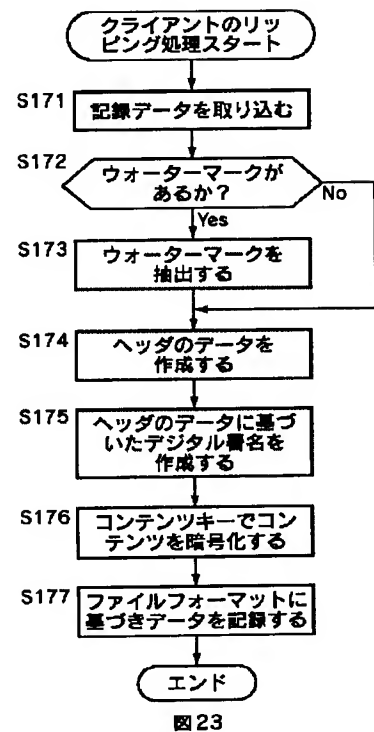 クライアントのリッ
ピング処理スタート
S171
記録データを取り込む
S172
ウォーターマークが
あるか？
No
Yes
S173
ウォーターマークを
抽出する
S174
ヘッダのデータを
作成する
S175
ヘッダのデータに基づ
いたデジタル署名を
作成する
S176
コンテンツキーでコン
テンツを暗号化する
S177
ファイルフォーマットに
基づきデータを記録する
エンド
図23